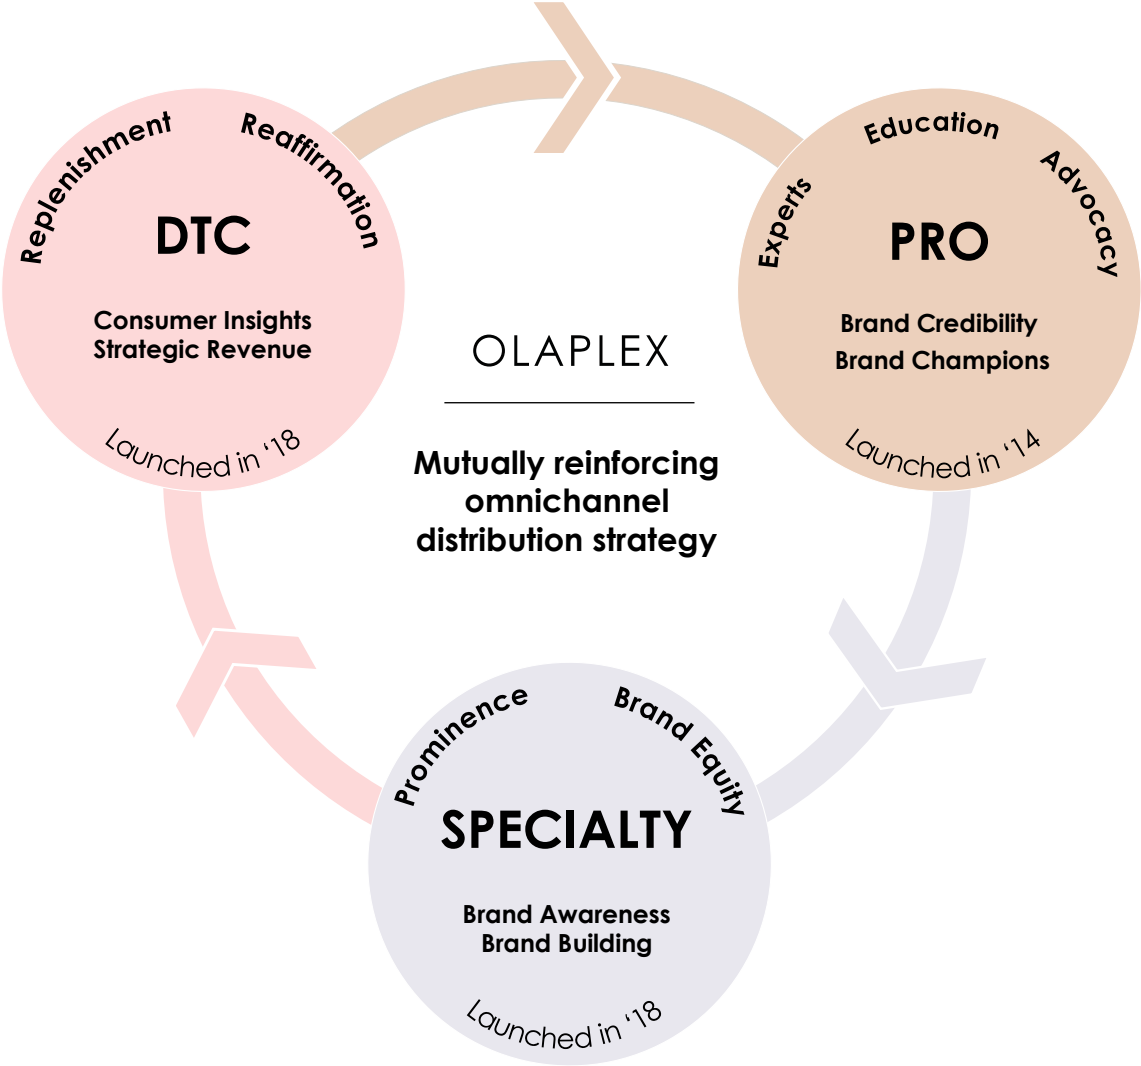 Replenishment
Reaffirmation
DTC
Consumer Insights
Strategic Revenue
Launched in ‘18
Experts
Education
Advocacy
PRO
Brand Credibility
Brand Champions
Launched in ‘14
OLAPLEX
Mutually reinforcing
omnichannel
distribution strategy
Prominence
Brand Equity
SPECIALTY
Brand Awareness
Brand Building
Launched in ‘18